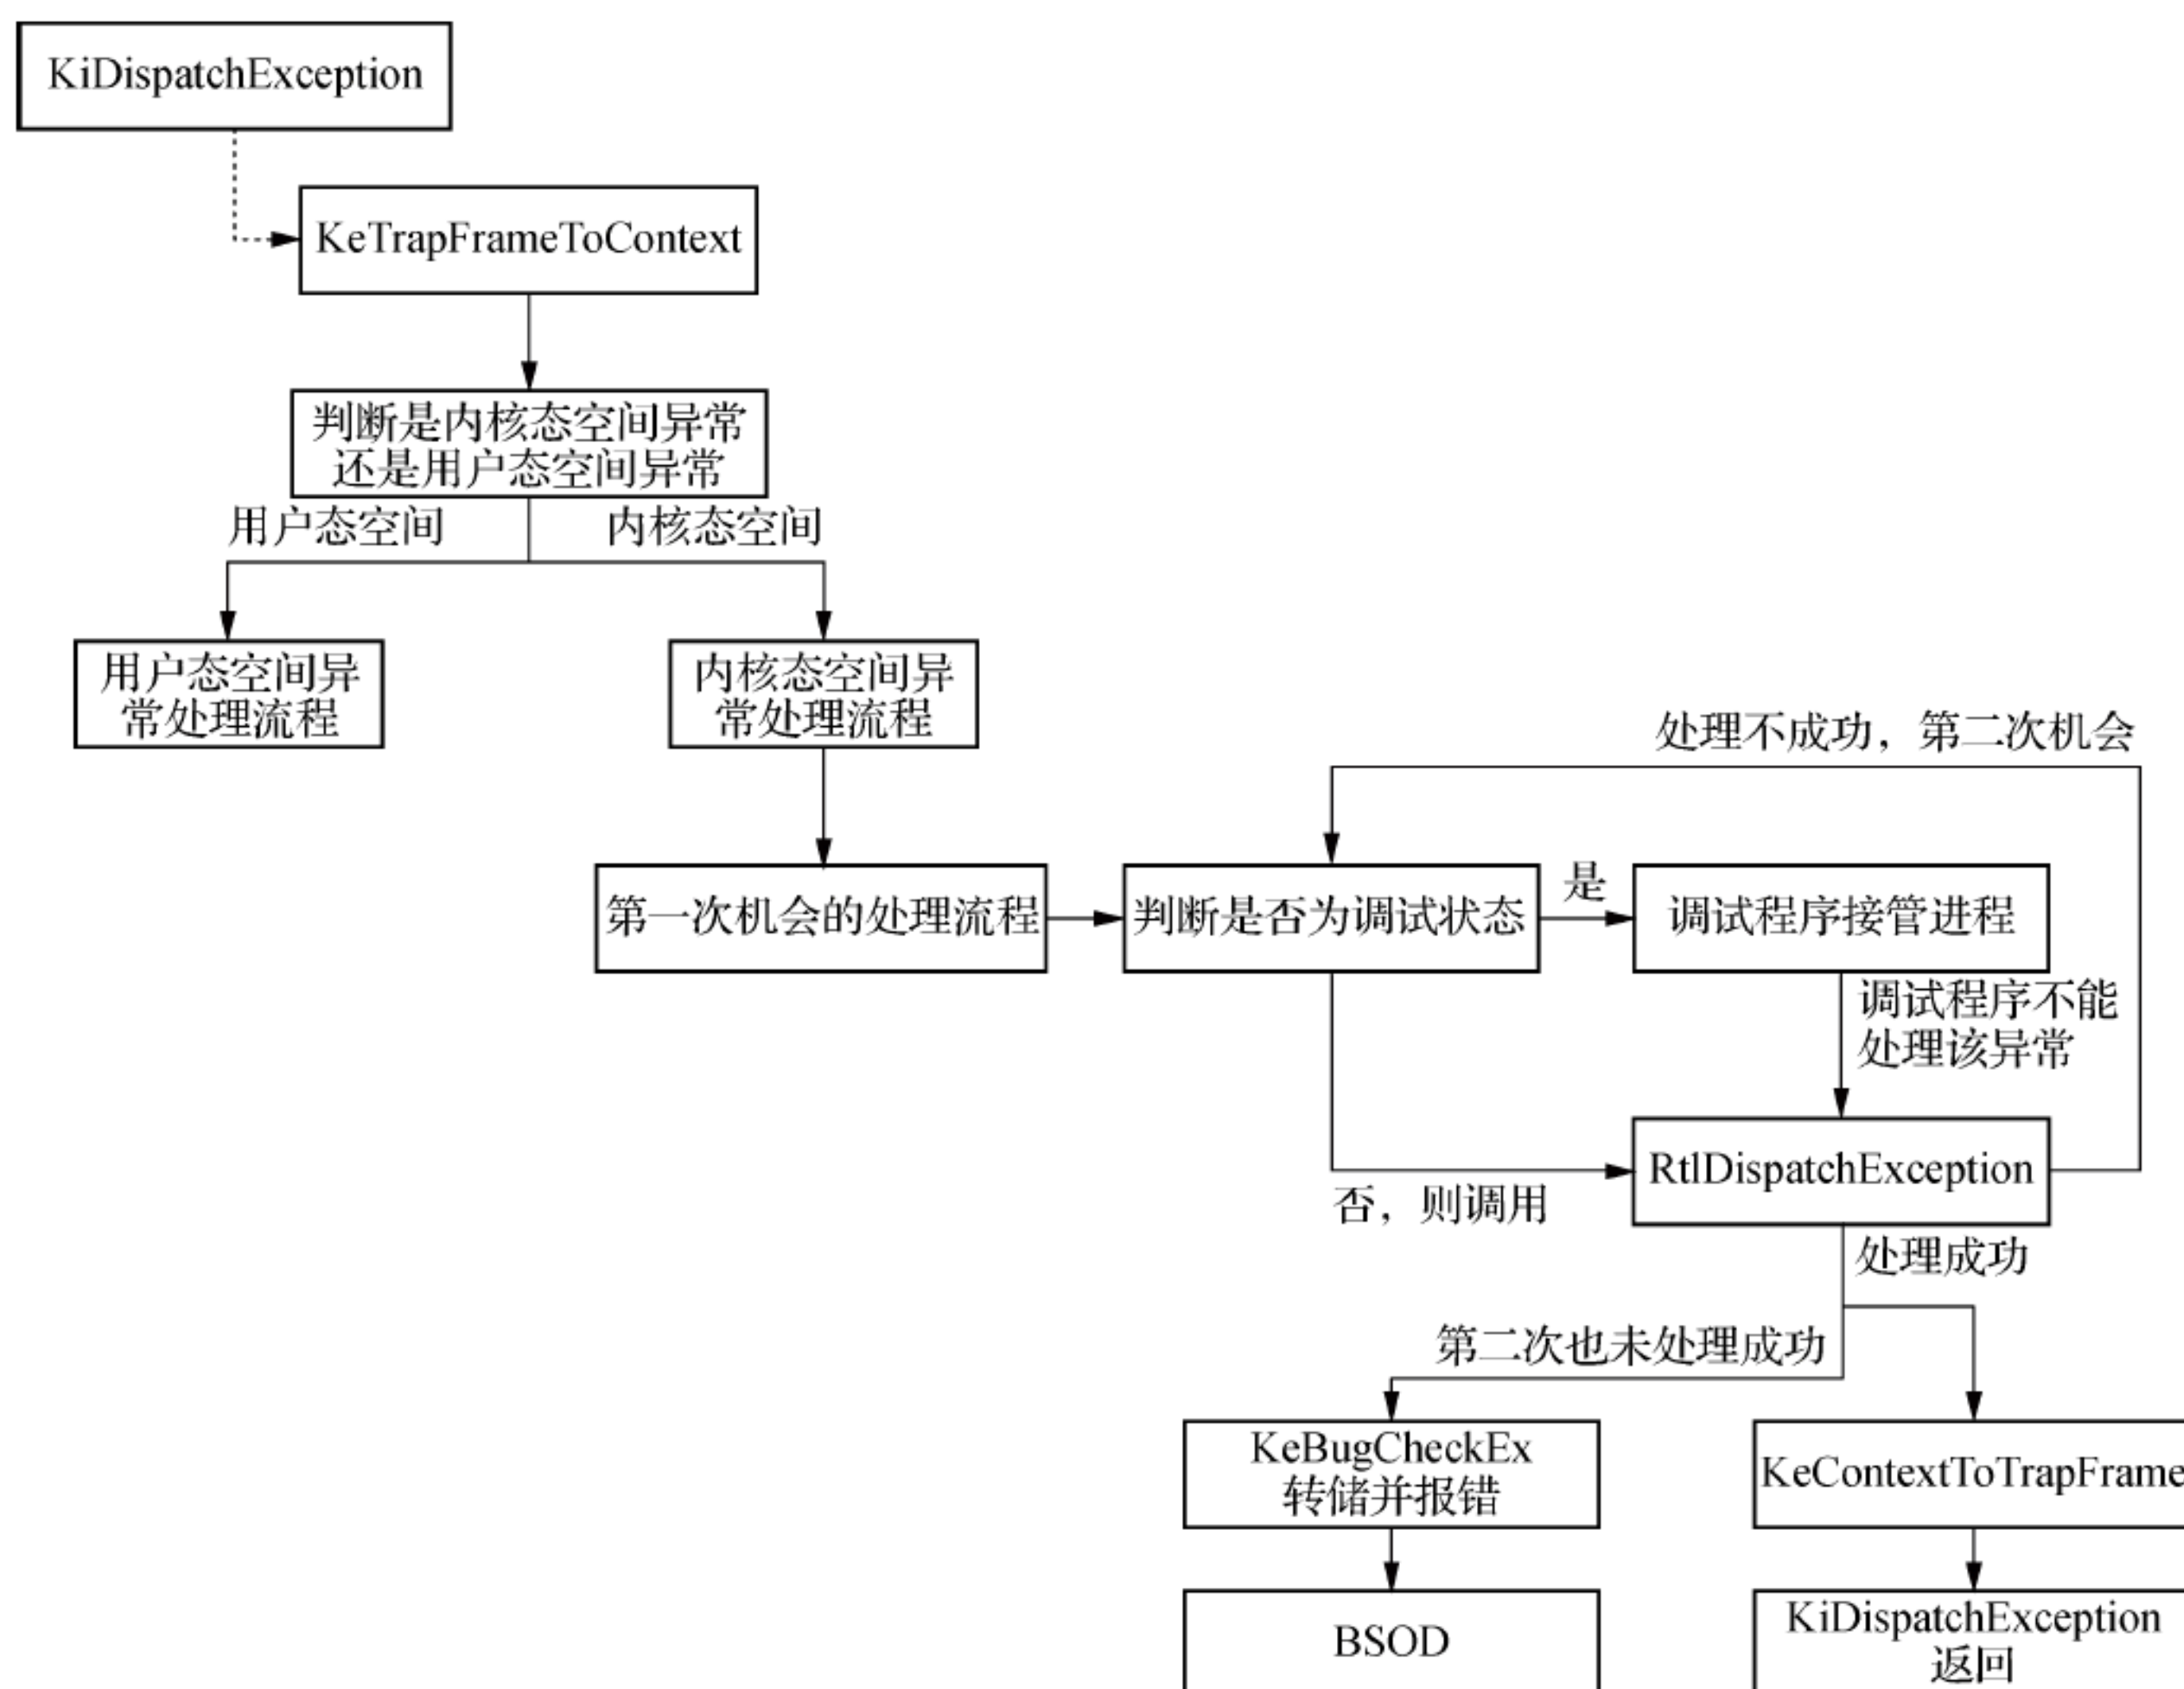 KiDispatchException
KeTrapFrameToContext
判断是内核态空间异常
还是用户态空间异常
用户态空间
内核态空间
用户态空间异
常处理流程
内核态空间异
常处理流程
处理不成功，第二次机会
第一次机会的处理流程
判断是否为调试状态
是
调试程序接管进程
调试程序不能
处理该异常
RtlDispatchException
否，则调用
处理成功
第二次也未处理成功
KeBugCheckEx
转储并报错
KeContextToTrapFrame
BSOD
KiDispatchException
返回